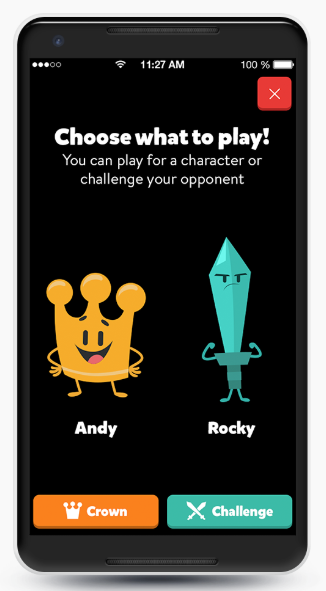 11:27 AM
100 %
Choose what to play!
You can play for a character or
challenge your opponent
Andy
Rocky
Crown
Challenge